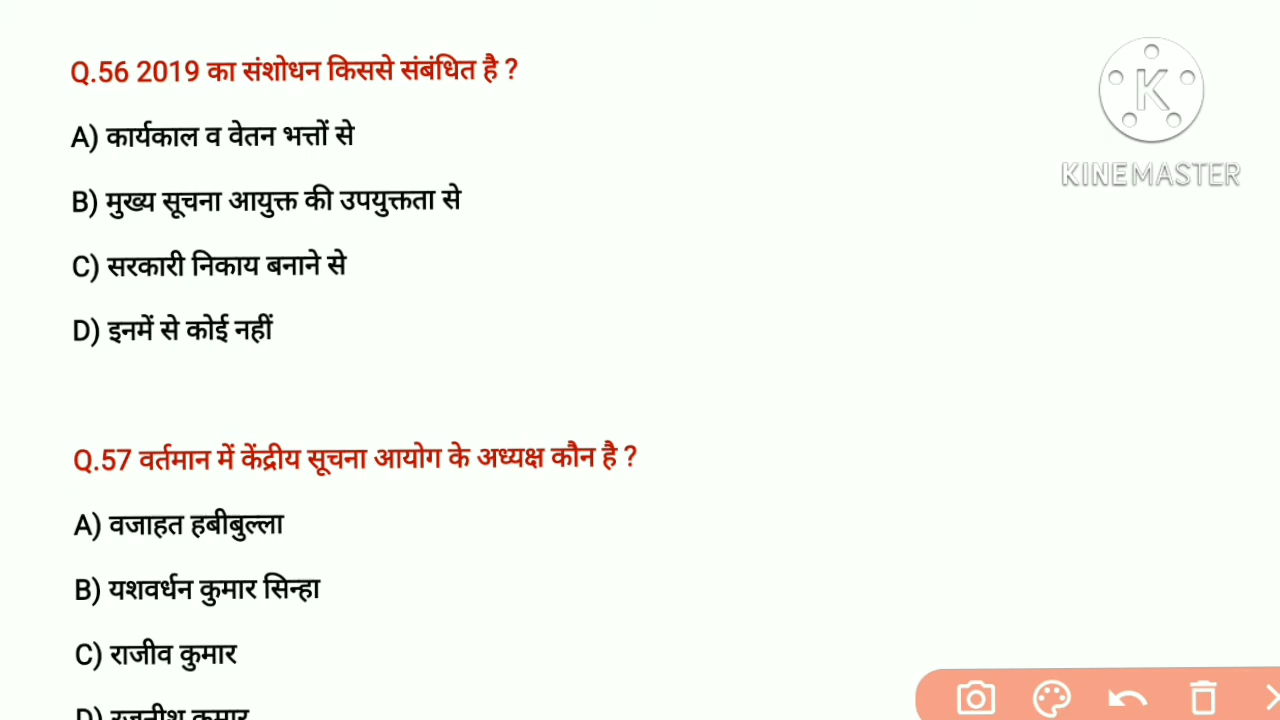 Q.56 2019 का संशोधन किससे संबंधित है ?
A) कार्यकाल व वेतन भत्तों से
B) मुख्य सूचना आयुक्त की उपयुक्तता से
C) सरकारी निकाय बनाने से
D) इनमें से कोई नहीं
Q.57 वर्तमान में केंद्रीय सूचना आयोग के अध्यक्ष कौन है ?
A) वजाहत हबीबुल्ला
B) यशवर्धन कुमार सिन्हा
C) राजीव कुमार
D) रजनीश कुमार
K
KINEMASTER